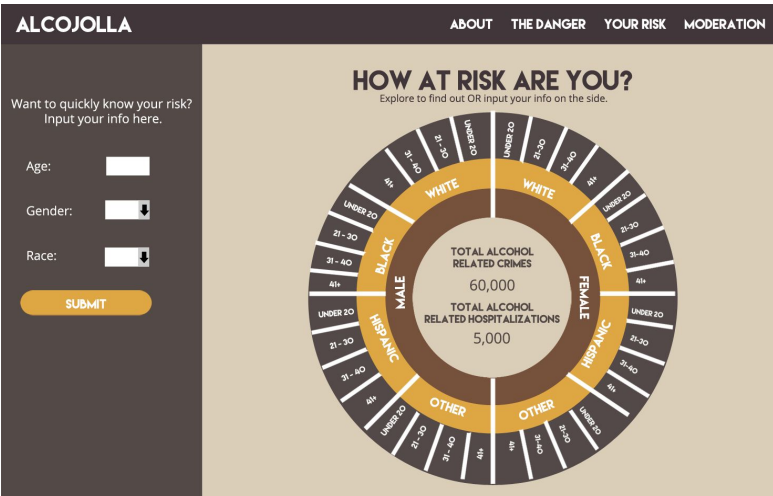 ALCOJOLLA
ABOUT THE DANGER YOUR RISK MODERATION
Want to quickly know your risk?
Input your info here.
Age:
Gender:
Race:
SUBMIT
HOW AT RISK ARE YOU?
Explore to find out OR input your info on the side.
TOTAL ALCOHOL
RELATED CRIMES
60,000
TOTAL ALCOHOL
RELATED HOSPITALIZATIONS
5,000
FEMALE
WHITE
UNDER 20
21-30
31-40
41+
BLACK
UNDER 20
21-30
31-40
41+
HISPANIC
UNDER 20
21-30
31-40
41+
OTHER
UNDER 20
21-30
31-40
41+
MALE
WHITE
UNDER 20
21 - 30
31 - 40
41+
BLACK
UNDER 20
21 - 30
31 - 40
41+
HISPANIC
UNDER 20
21 - 30
31 - 40
41+
OTHER
UNDER 20
21 - 30
31 - 40
41+